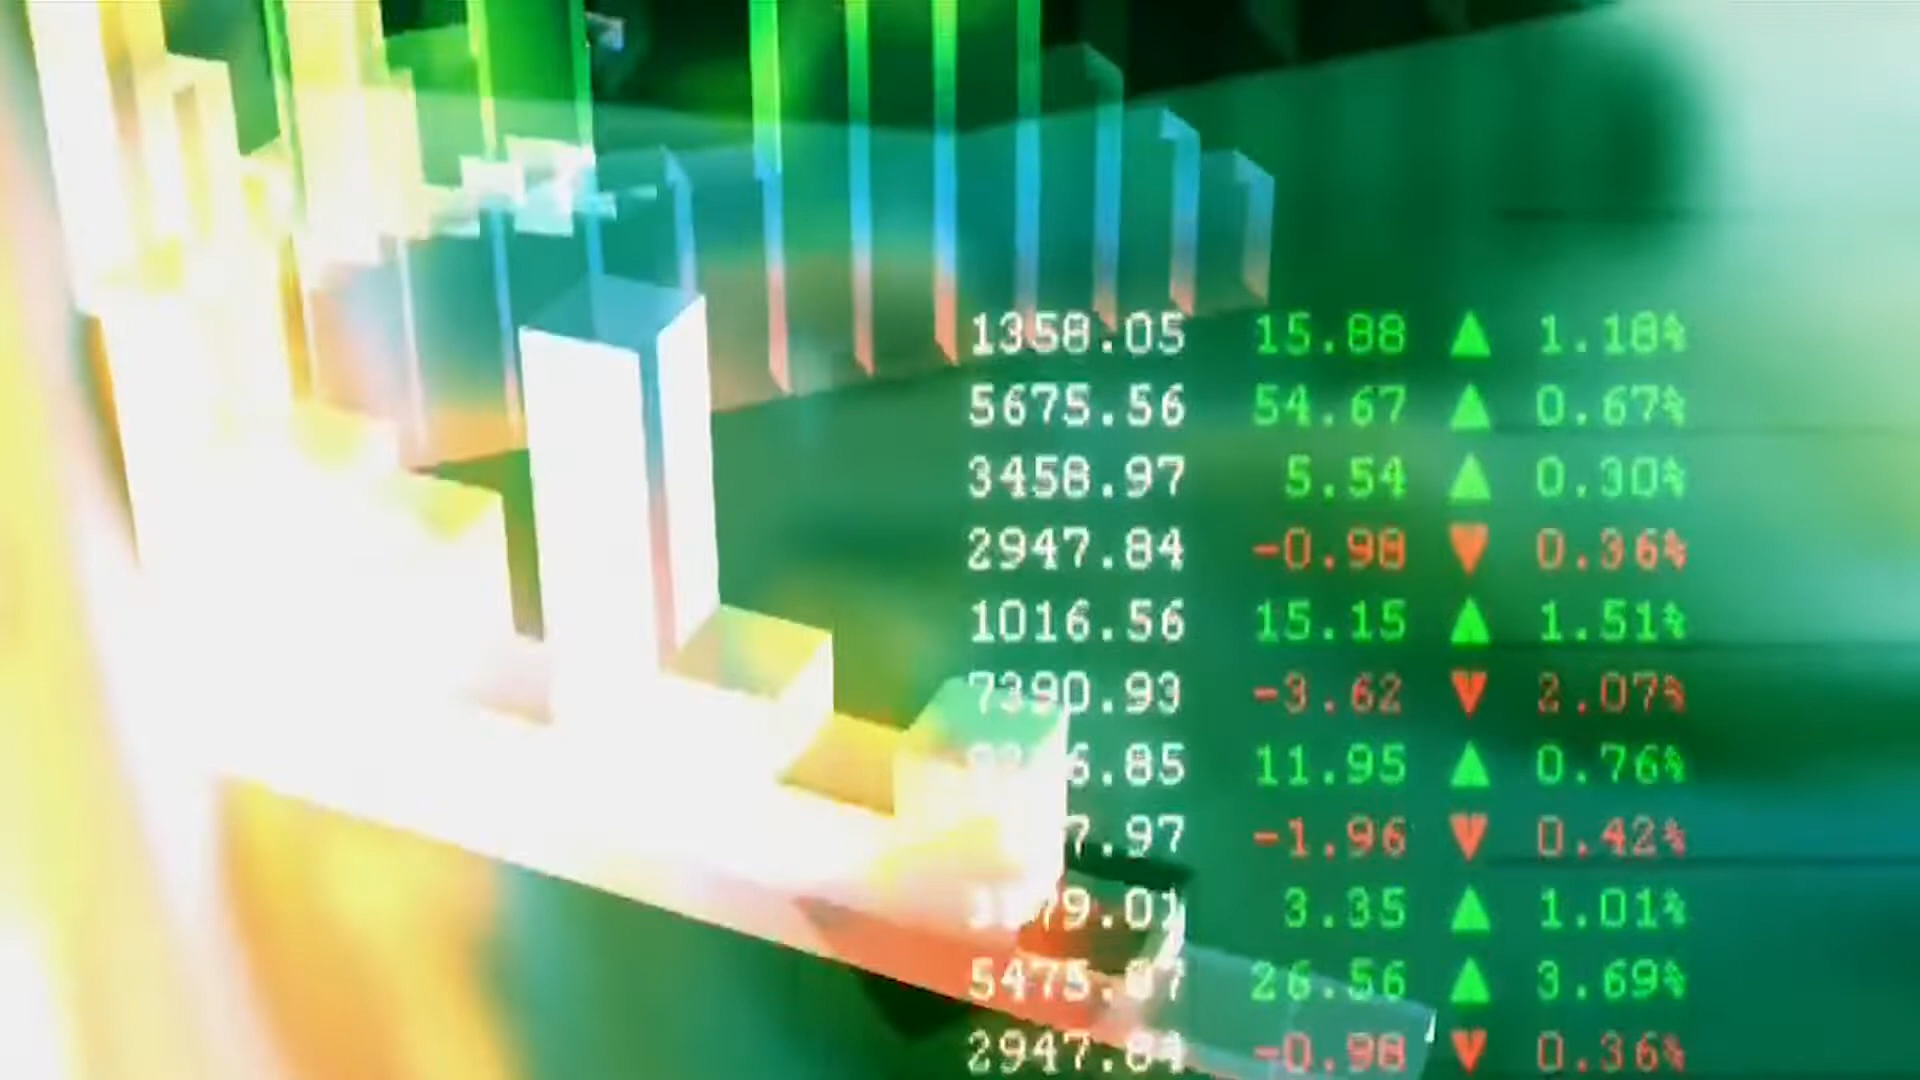 1358.05 15.88 ▲ 1.18%
5675.56 54.67 ▲ 0.67%
3458.97 5.54 ▲ 0.30%
2947.84 -0.98 ▼ 0.36%
1016.56 15.15 ▲ 1.51%
7390.93 -3.62 ▼ 2.07%
11.95 ▲ 0.76%
-1.96 ▼ 0.42%
3.35 ▲ 1.01%
26.56 ▲ 3.69%
2947.84 -0.98 ▼ 0.36%